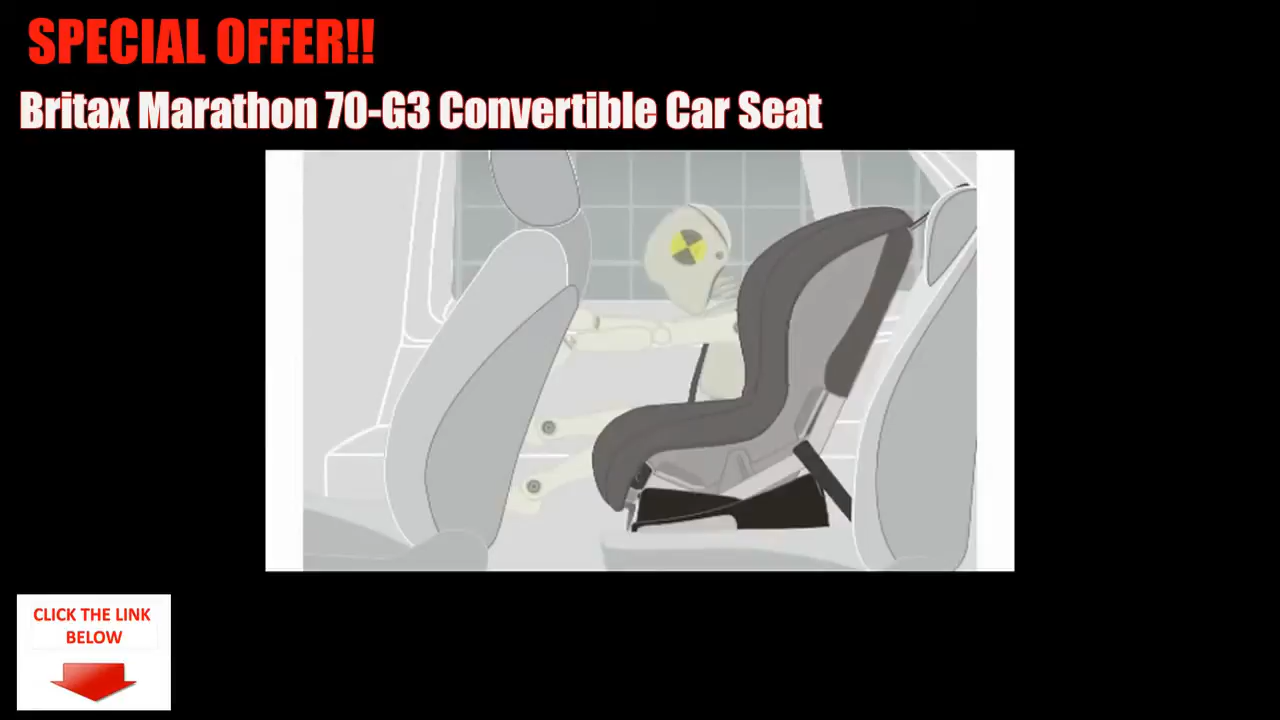 SPECIAL OFFER!!
Britax Marathon 70-G3 Convertible Car Seat
CLICK THE LINK
BELOW